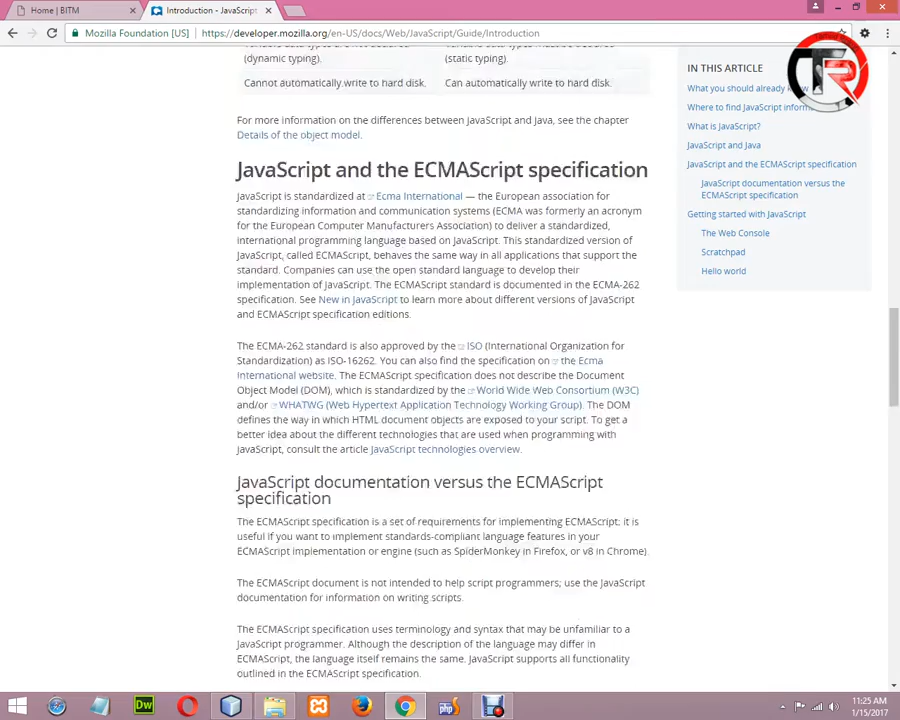 Home | BITM
Introduction - JavaScript
Mozilla Foundation [US]
https://developer.mozilla.org/en-US/docs/Web/JavaScript/Guide/Introduction
(dynamic typing).
(static typing).
Cannot automatically write to hard disk.
Can automatically write to hard disk.
For more information on the differences between JavaScript and Java, see the chapter
Details of the object model.
JavaScript and the ECMAScript specification
JavaScript is standardized at Ecma International — the European association for
standardizing information and communication systems (ECMA was formerly an acronym
for the European Computer Manufacturers Association) to deliver a standardized,
international programming language based on JavaScript. This standardized version of
JavaScript, called ECMAScript, behaves the same way in all applications that support the
standard. Companies can use the open standard language to develop their
implementation of JavaScript. The ECMAScript standard is documented in the ECMA-262
specification. See New in JavaScript to learn more about different versions of JavaScript
and ECMAScript specification editions.
The ECMA-262 standard is also approved by the ISO (International Organization for
Standardization) as ISO-16262. You can also find the specification on the Ecma
International website. The ECMAScript specification does not describe the Document
Object Model (DOM), which is standardized by the World Wide Web Consortium (W3C)
and/or WHATWG (Web Hypertext Application Technology Working Group). The DOM
defines the way in which HTML document objects are exposed to your script. To get a
better idea about the different technologies that are used when programming with
JavaScript, consult the article JavaScript technologies overview.
JavaScript documentation versus the ECMAScript
specification
The ECMAScript specification is a set of requirements for implementing ECMAScript; it is
useful if you want to implement standards-compliant language features in your
ECMAScript implementation or engine (such as SpiderMonkey in Firefox, or v8 in Chrome).
The ECMAScript document is not intended to help script programmers; use the JavaScript
documentation for information on writing scripts.
The ECMAScript specification uses terminology and syntax that may be unfamiliar to a
JavaScript programmer. Although the description of the language may differ in
ECMAScript, the language itself remains the same. JavaScript supports all functionality
outlined in the ECMAScript specification.
IN THIS ARTICLE
What you should already
Where to find JavaScript
What is JavaScript?
JavaScript and Java
JavaScript and the ECMAScript specification
JavaScript documentation versus the
ECMAScript specification
Getting started with JavaScript
The Web Console
Scratchpad
Hello world
TR
Dw
php
11:25 AM
1/15/2017